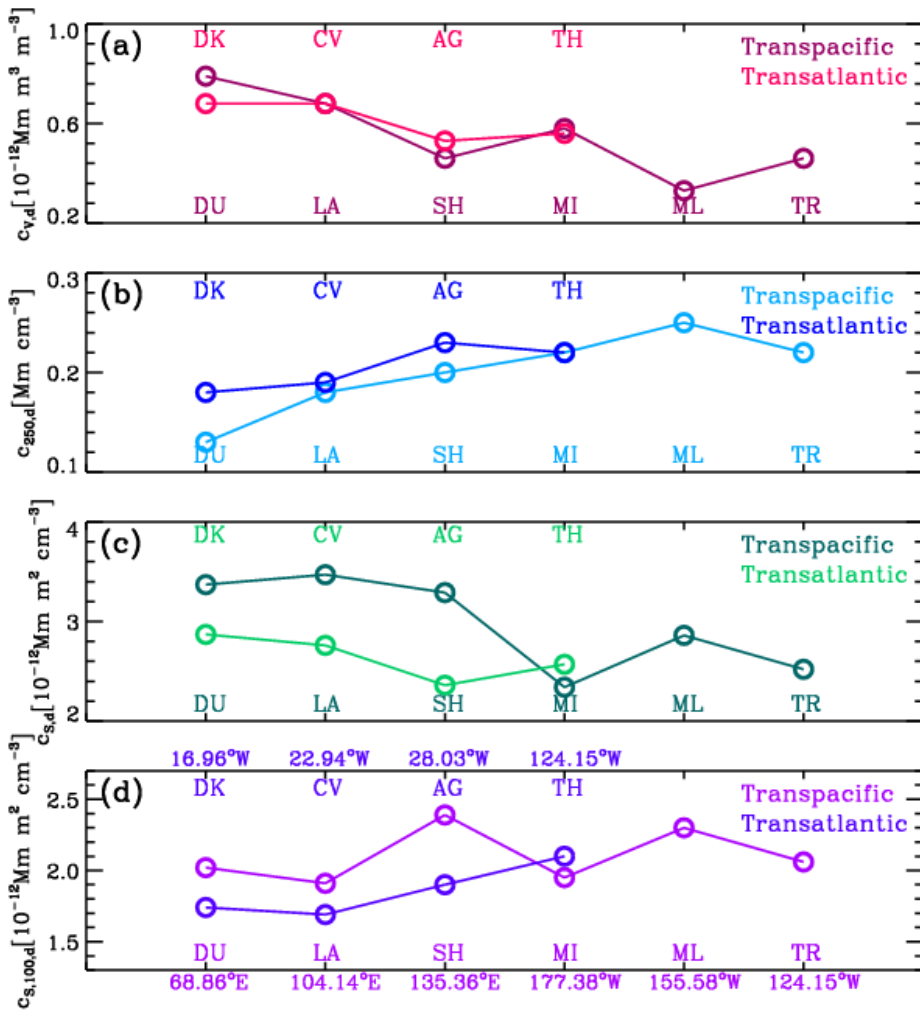 1.0
(a) DK CV AG TH Transpacific
Transatlantic
0.6
0.2
DU LA SH MI ML TR
c_V,d[10⁻¹²Mm m³ m⁻³]
0.3
(b) DK CV AG TH Transpacific
Transatlantic
0.2
0.1
DU LA SH MI ML TR
c_250,d[Mm cm⁻³]
4
(c) DK CV AG TH Transpacific
Transatlantic
3
2
DU LA SH MI ML TR
c_S,d[10⁻¹²Mm m² cm⁻³]
16.96°W 22.94°W 28.03°W 124.15°W
(d) DK CV AG TH Transpacific
2.5
Transatlantic
2.0
1.5
DU LA SH MI ML TR
68.86°E 104.14°E 135.36°E 177.38°W 155.58°W 124.15°W
c_S,100,d[10⁻¹²Mm m² cm⁻³]